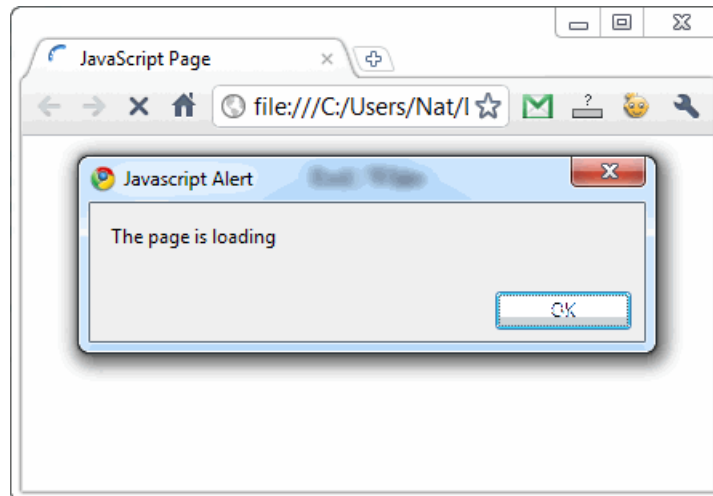 JavaScript Page
file:///C:/Users/Nat/
?
Javascript Alert
The page is loading
OK